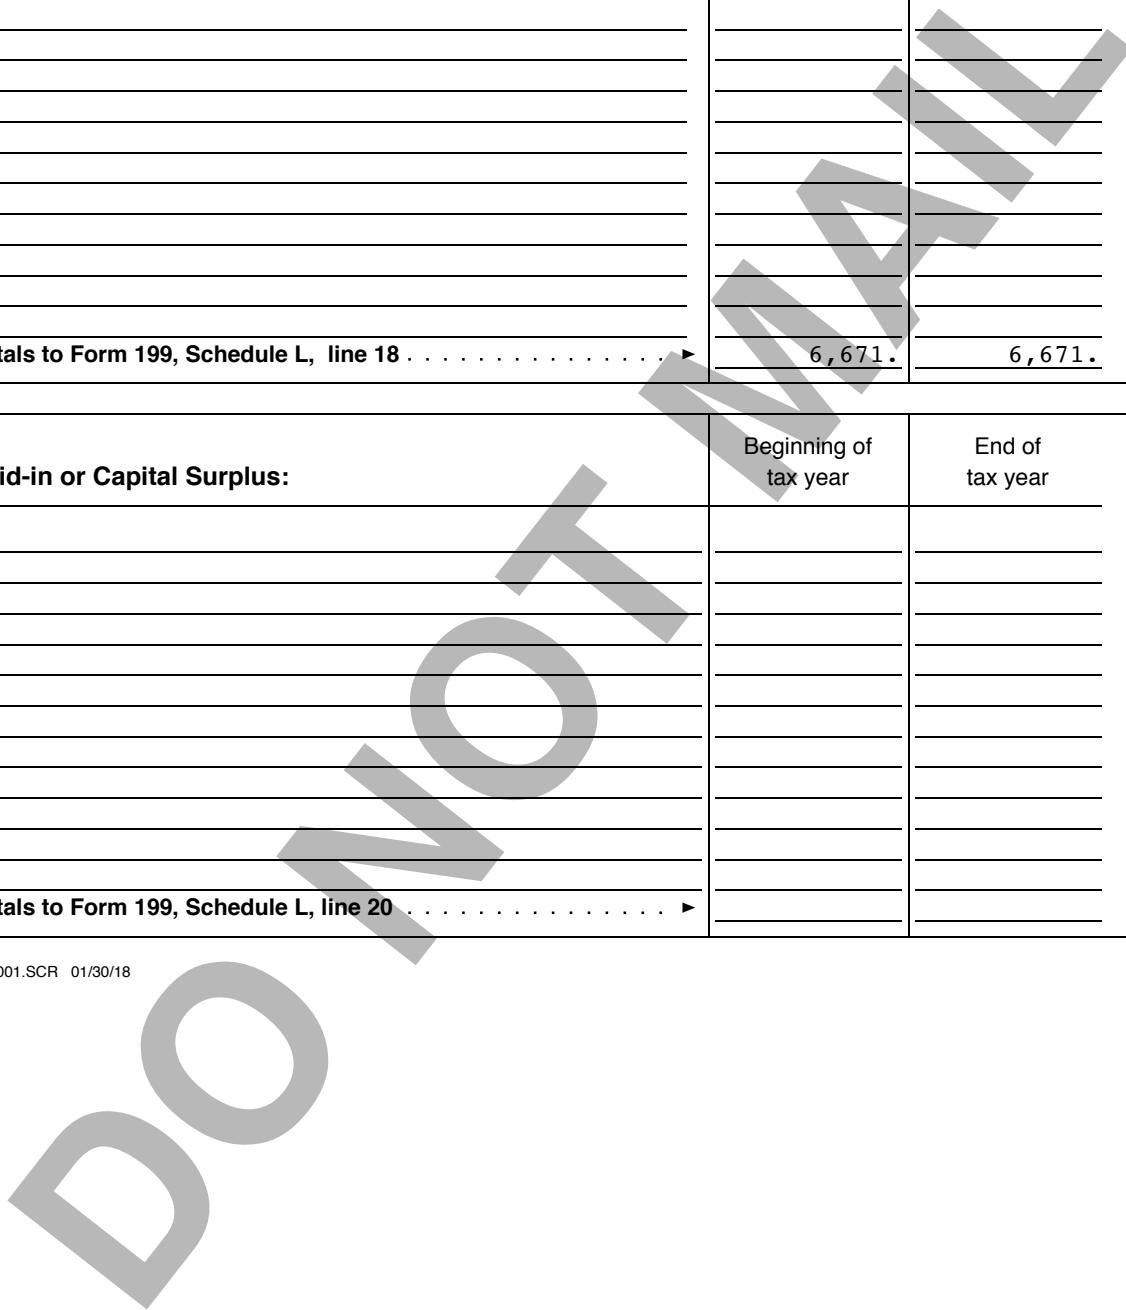 tals to Form 199, Schedule L, line 18 . . . . . . . . . . . . . . . ► 6,671. 6,671.
id-in or Capital Surplus: Beginning of tax year End of tax year
tals to Form 199, Schedule L, line 20 . . . . . . . . . . . . . . . ►
001.SCR 01/30/18
DO NOT MAIL